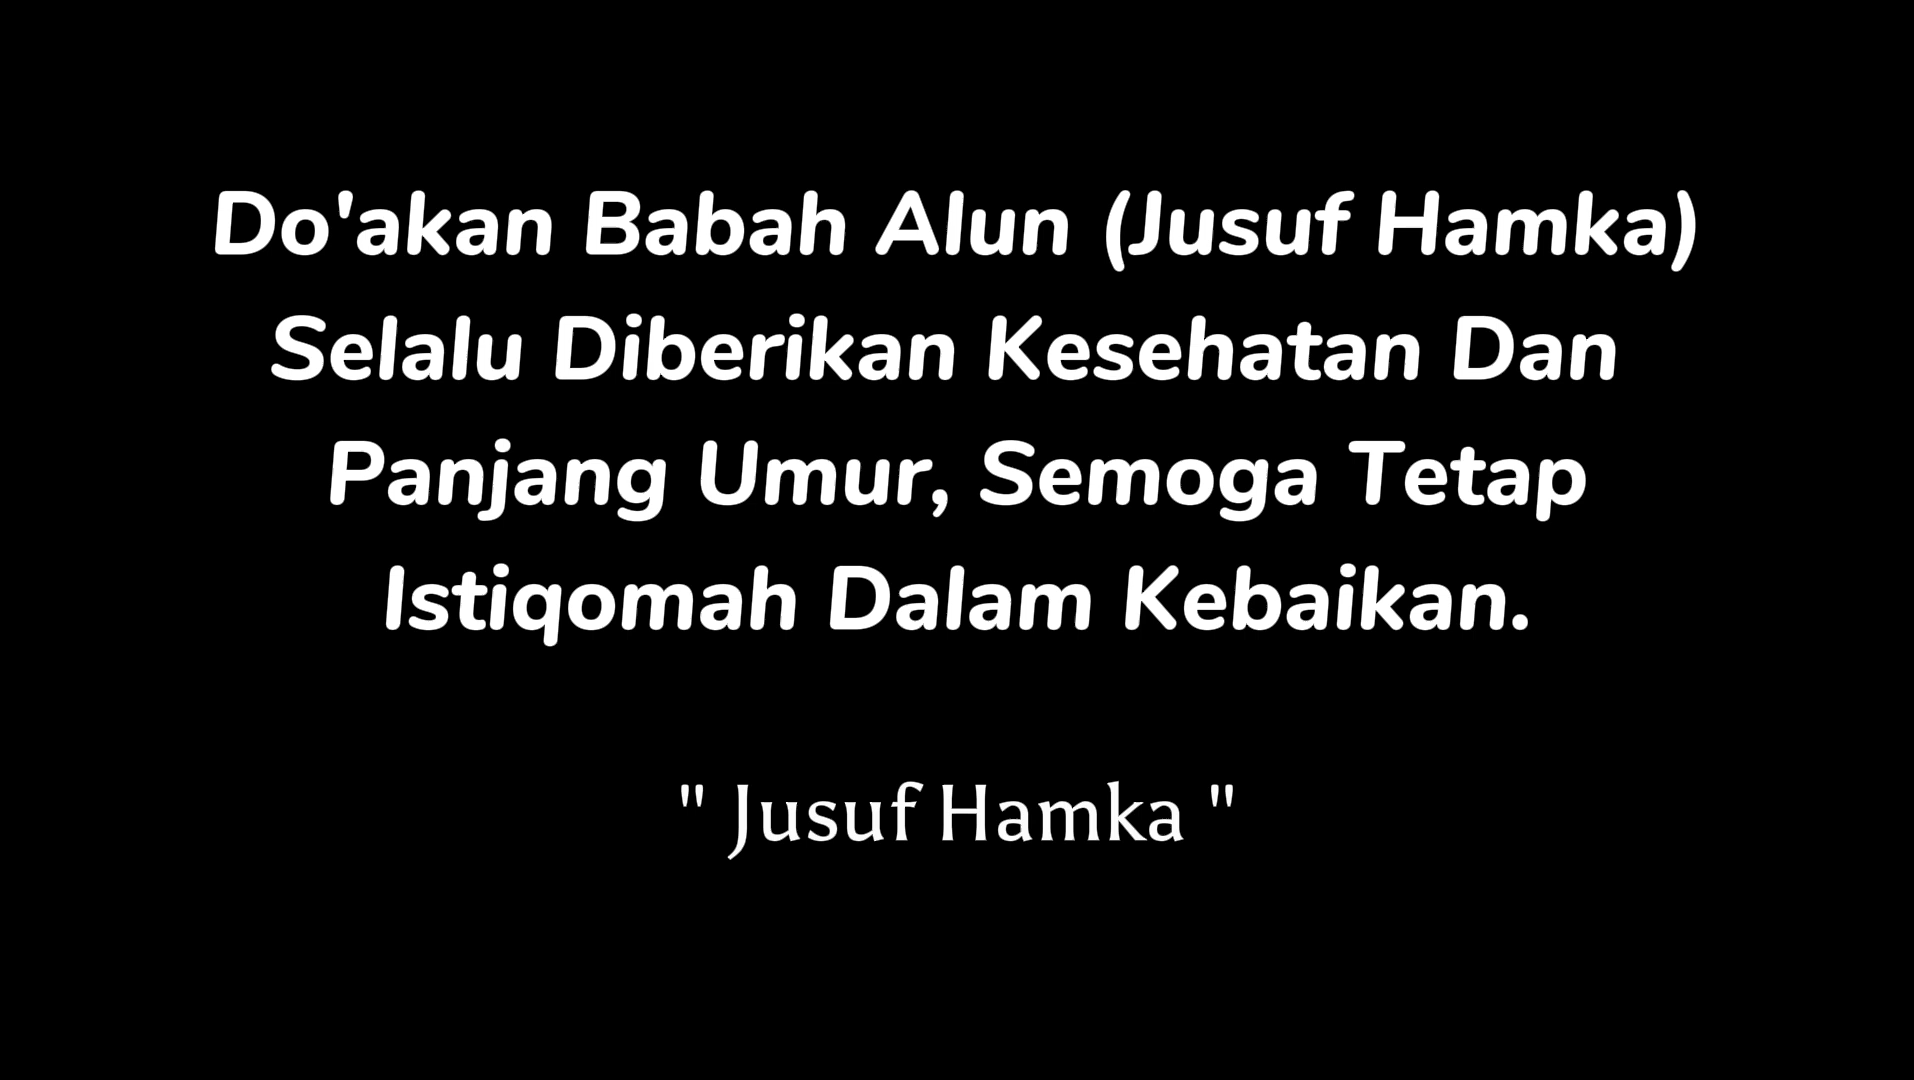 Do'akan Babah Alun (Jusuf Hamka)
Selalu Diberikan Kesehatan Dan
Panjang Umur, Semoga Tetap
Istiqomah Dalam Kebaikan.
" Jusuf Hamka "